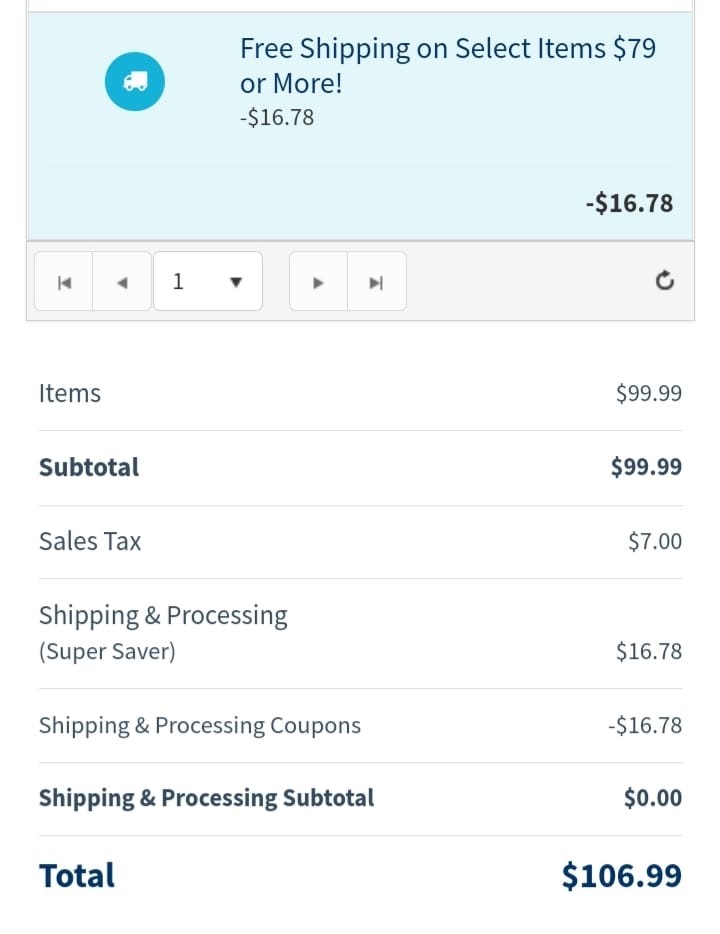 Free Shipping on Select Items $79
or More!
-$16.78
-$16.78
1
Items $99.99
Subtotal $99.99
Sales Tax $7.00
Shipping & Processing
(Super Saver) $16.78
Shipping & Processing Coupons -$16.78
Shipping & Processing Subtotal $0.00
Total $106.99